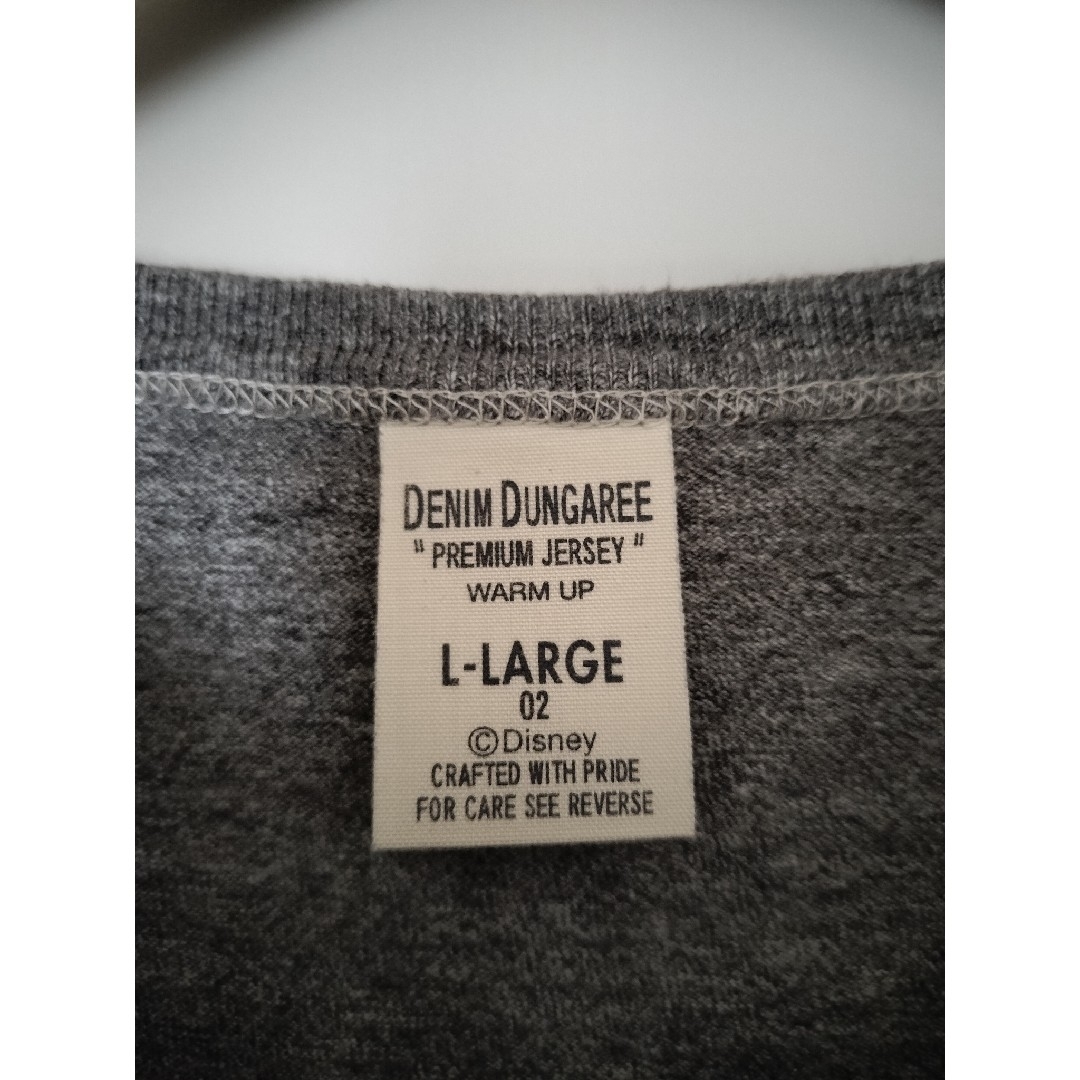 DENIM DUNGAREE
" PREMIUM JERSEY "
WARM UP
L-LARGE
02
©Disney
CRAFTED WITH PRIDE
FOR CARE SEE REVERSE